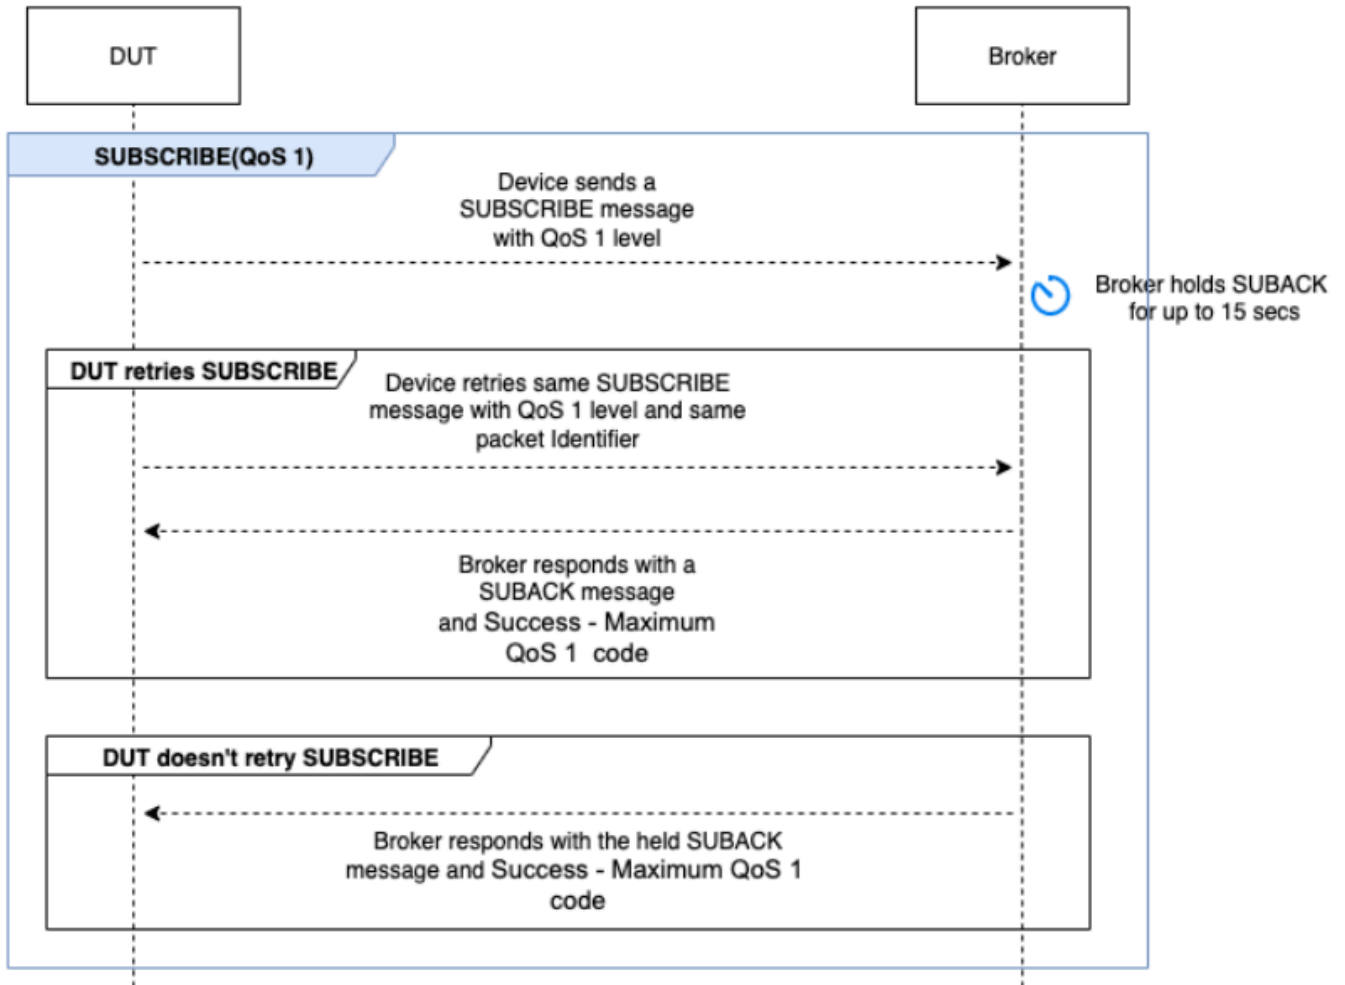 DUT
Broker
SUBSCRIBE(QoS 1)
Device sends a
SUBSCRIBE message
with QoS 1 level
Broker holds SUBACK
for up to 15 secs
DUT retries SUBSCRIBE
Device retries same SUBSCRIBE
message with QoS 1 level and same
packet Identifier
Broker responds with a
SUBACK message
and Success - Maximum
QoS 1 code
DUT doesn't retry SUBSCRIBE
Broker responds with the held SUBACK
message and Success - Maximum QoS 1
code